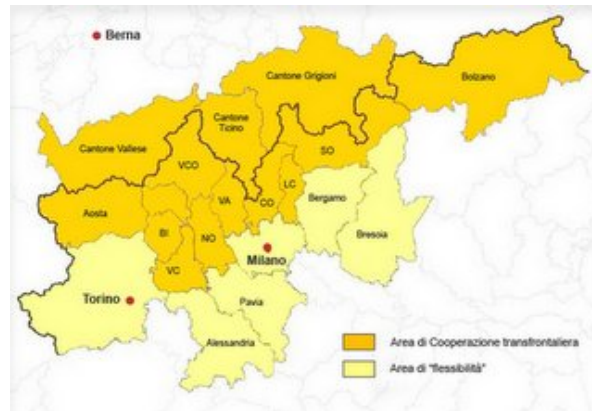 Berna
Cantone Grigioni
Bolzano
Cantone
Ticino
Cantone Vallese
VCO
SO
LC
CO
VA
Aosta
Bergamo
BI
NO
Brescia
VC
Milano
Torino
Pavia
Alessandria
Area di Cooperazione transfrontaliera
Area di "flessibilità"